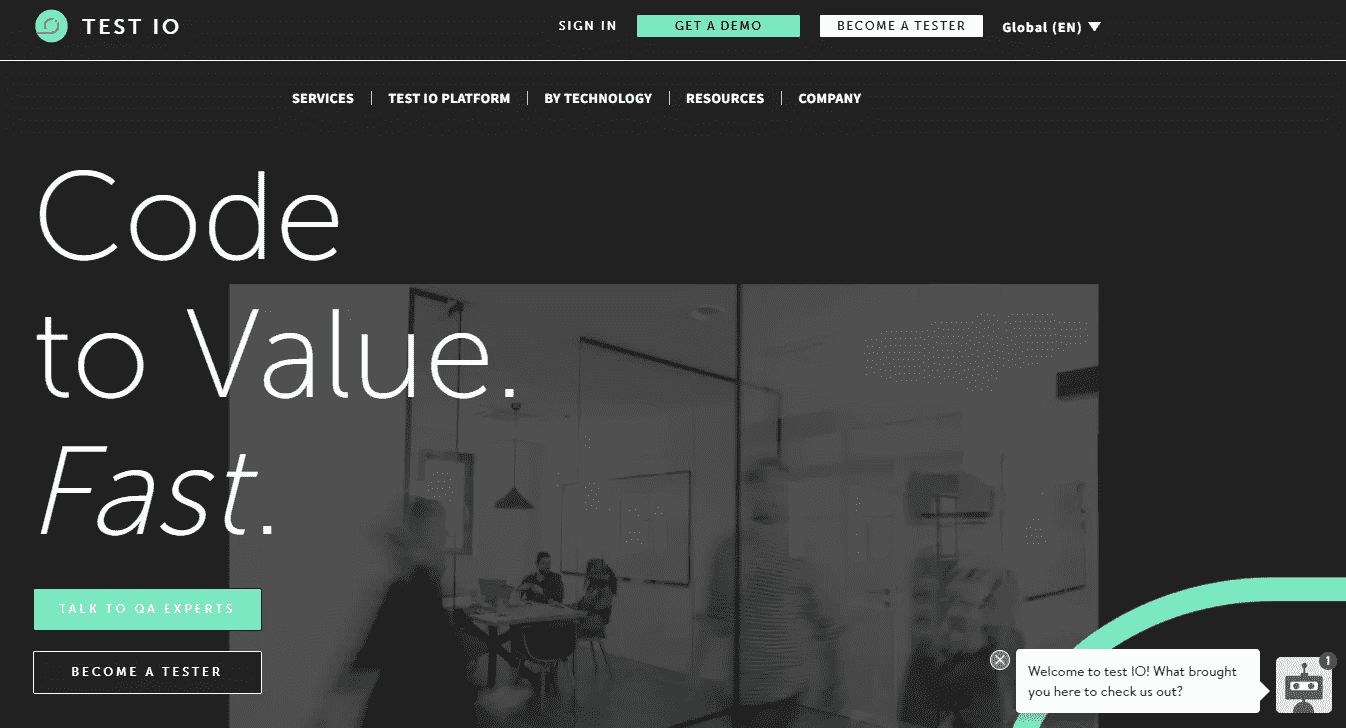 TEST IO
SIGN IN
GET A DEMO
BECOME A TESTER
Global (EN)
SERVICES
TEST IO PLATFORM
BY TECHNOLOGY
RESOURCES
COMPANY
Code
to Value.
Fast.
TALK TO QA EXPERTS
BECOME A TESTER
Welcome to test IO! What brought
you here to check us out?
1